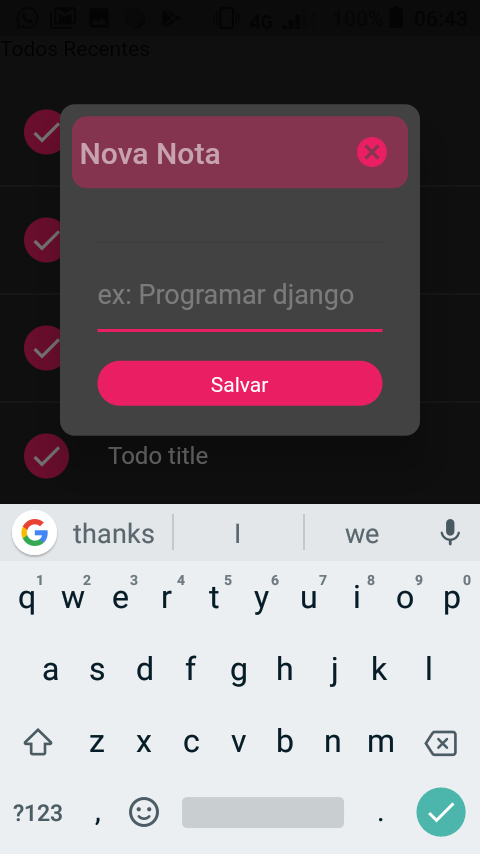 4G 100% 06:43
Todos Recentes
Nova Nota
ex: Programar django
Salvar
Todo title
thanks I we
1 2 3 4 5 6 7 8 9 0
q w e r t y u i o p
a s d f g h j k l
z x c v b n m
?123 , .